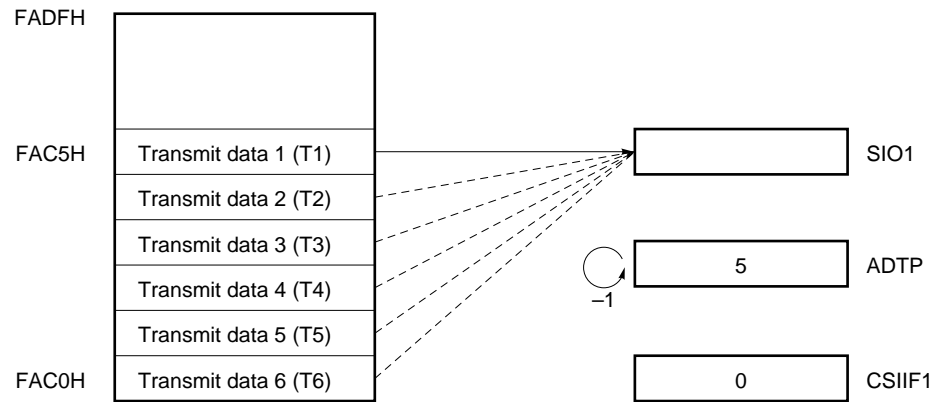 FADFH
FAC5H Transmit data 1 (T1) SIO1
Transmit data 2 (T2)
Transmit data 3 (T3) 5 ADTP
Transmit data 4 (T4) –1
Transmit data 5 (T5)
FAC0H Transmit data 6 (T6) 0 CSIIF1